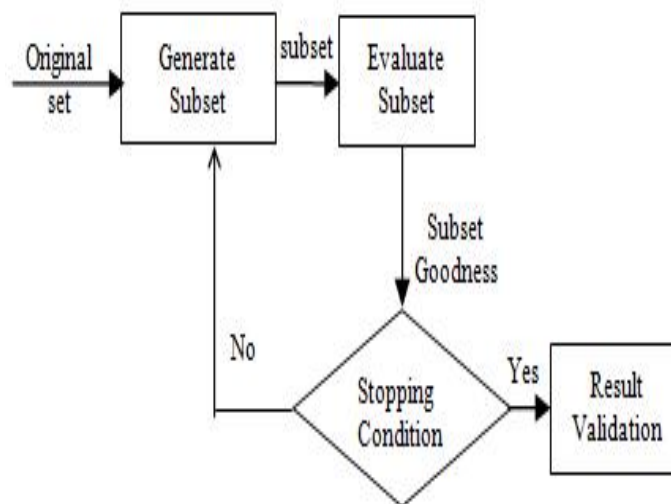 Original
set
Generate
Subset
subset
Evaluate
Subset
Subset
Goodness
No
Stopping
Condition
Yes
Result
Validation